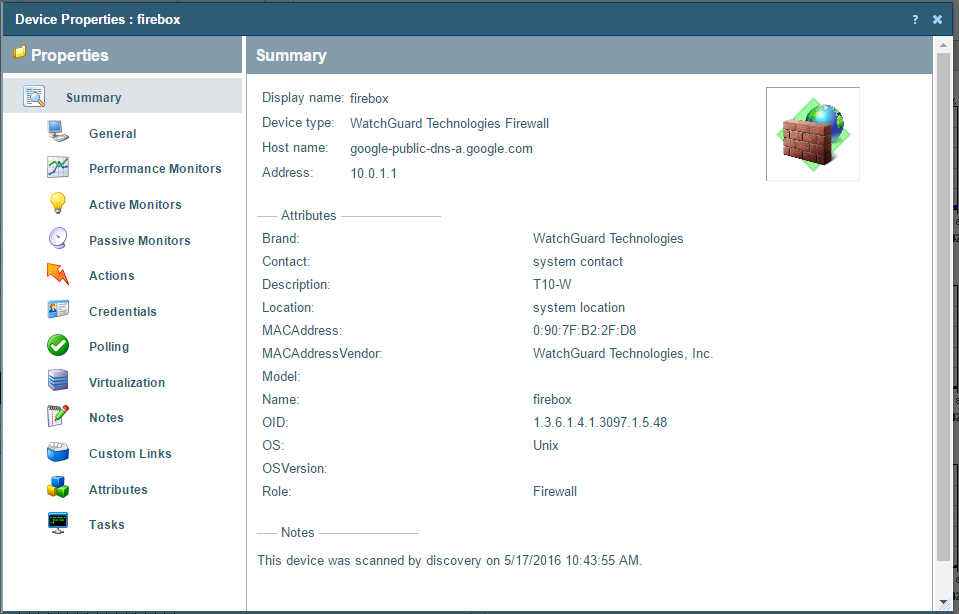 Device Properties : firebox
?
Properties
Summary
General
Performance Monitors
Active Monitors
Passive Monitors
Actions
Credentials
Polling
Virtualization
Notes
Custom Links
Attributes
Tasks
Summary
Display name: firebox
Device type: WatchGuard Technologies Firewall
Host name: google-public-dns-a.google.com
Address: 10.0.1.1
Attributes
Brand: WatchGuard Technologies
Contact: system contact
Description: T10-W
Location: system location
MACAddress: 0:90:7F:B2:2F:D8
MACAddressVendor: WatchGuard Technologies, Inc.
Model:
Name: firebox
OID: 1.3.6.1.4.1.3097.1.5.48
OS: Unix
OSVersion:
Role: Firewall
Notes
This device was scanned by discovery on 5/17/2016 10:43:55 AM.